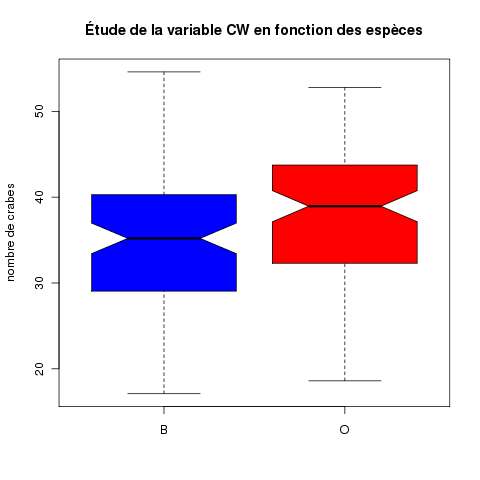 Étude de la variable CW en fonction des espèces
nombre de crabes
50
40
30
20
B
O